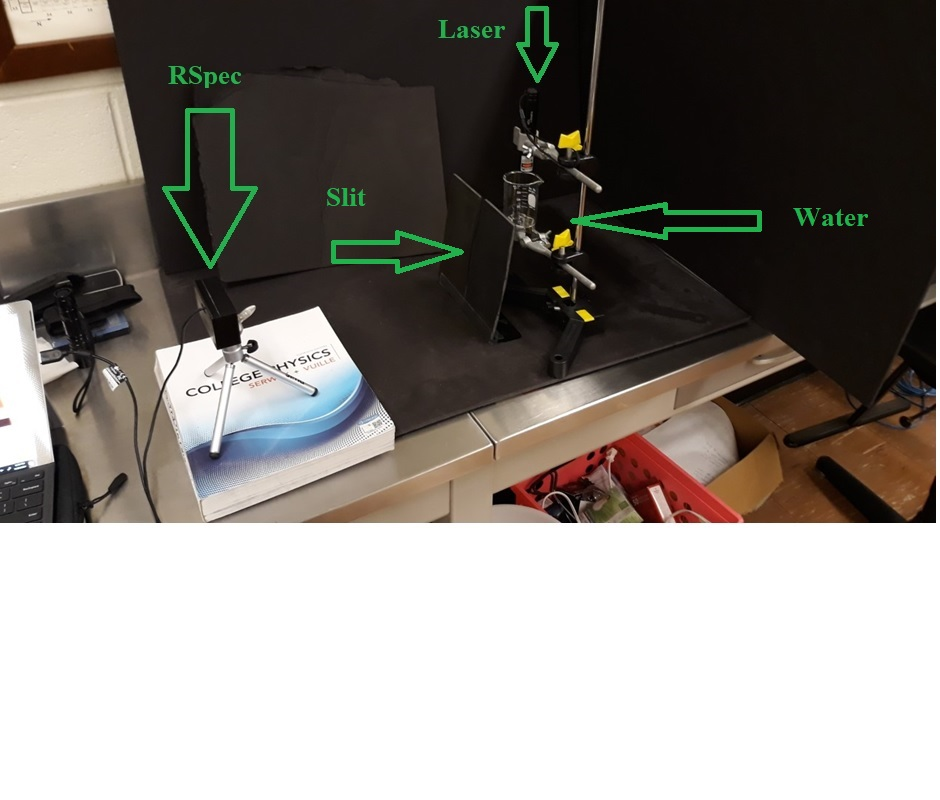 Laser
RSpec
Slit
Water
COLLEGE PHYSICS
SERWAY • VUILLE